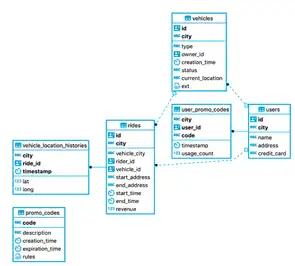 vehicles
id
city
type
owner_id
creation_time
status
current_location
ext
rides
id
city
vehicle_city
rider_id
vehicle_id
start_address
end_address
start_time
end_time
revenue
user_promo_codes
city
user_id
code
timestamp
usage_count
users
id
city
name
address
credit_card
vehicle_location_histories
city
ride_id
timestamp
lat
long
promo_codes
code
description
creation_time
expiration_time
rules